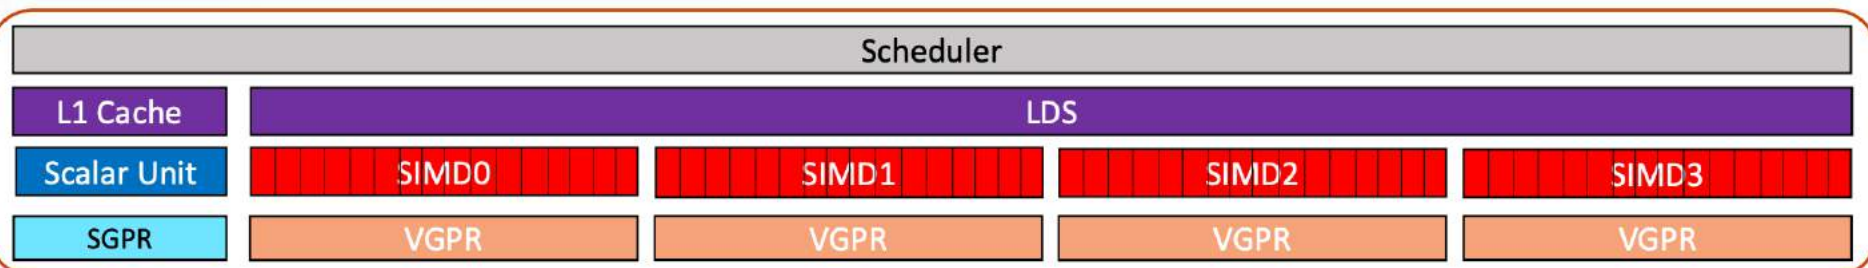 Scheduler
L1 Cache LDS
Scalar Unit SIMD0 SIMD1 SIMD2 SIMD3
SGPR VGPR VGPR VGPR VGPR